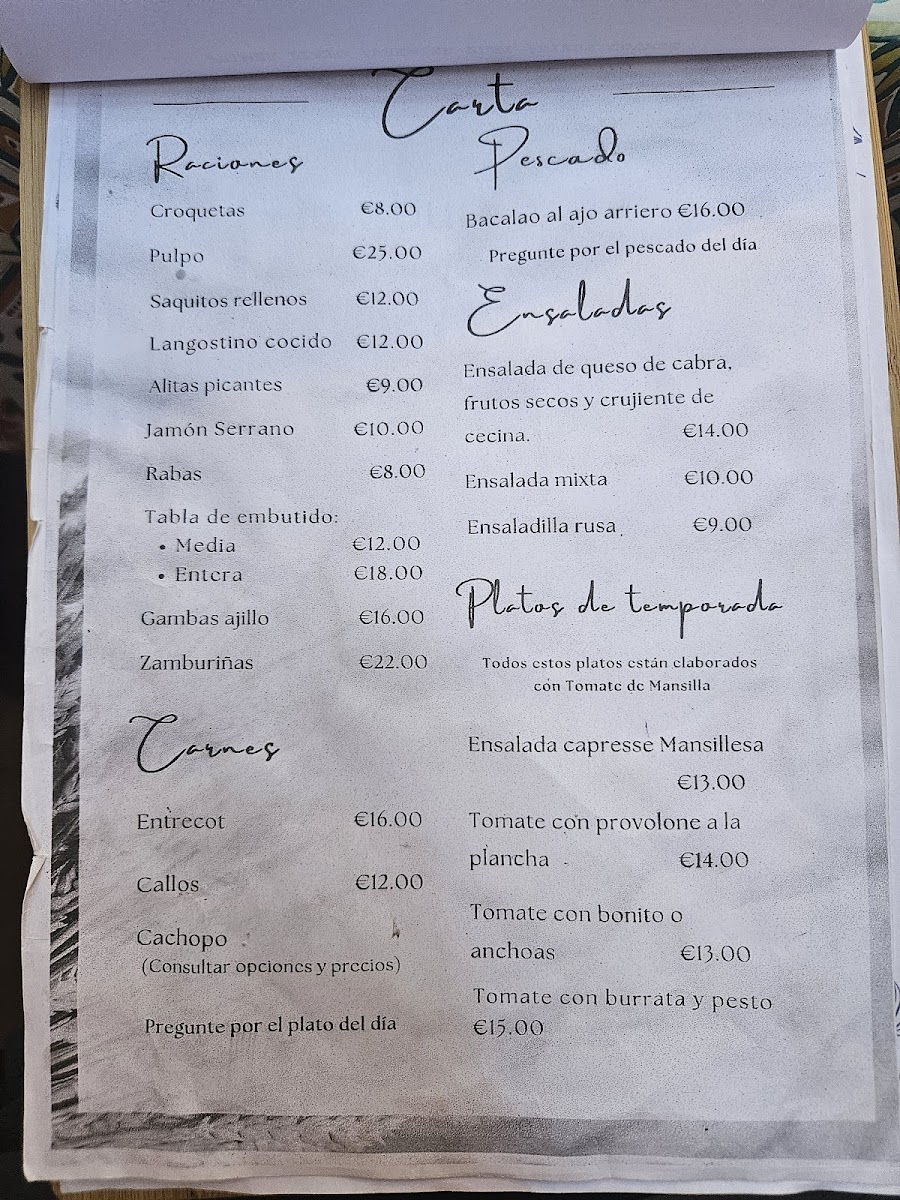 Carta
Raciones
Croquetas €8.00
Pulpo €25.00
Saquitos rellenos €12.00
Langostino cocido €12.00
Alitas picantes €9.00
Jamón Serrano €10.00
Rabas €8.00
Tabla de embutido:
• Media €12.00
• Entera €18.00
Gambas ajillo €16.00
Zamburiñas €22.00
Carnes
Entrecot €16.00
Callos €12.00
Cachopo
(Consultar opciones y precios)
Pregunte por el plato del día
Pescado
Bacalao al ajo arriero €16.00
Pregunte por el pescado del día
Ensaladas
Ensalada de queso de cabra,
frutos secos y crujiente de
cecina. €14.00
Ensalada mixta €10.00
Ensaladilla rusa €9.00
Platos de temporada
Todos estos platos están elaborados
con Tomate de Mansilla
Ensalada capresse Mansillesa
€13.00
Tomate con provolone a la
plancha €14.00
Tomate con bonito o
anchoas €13.00
Tomate con burrata y pesto
€15.00